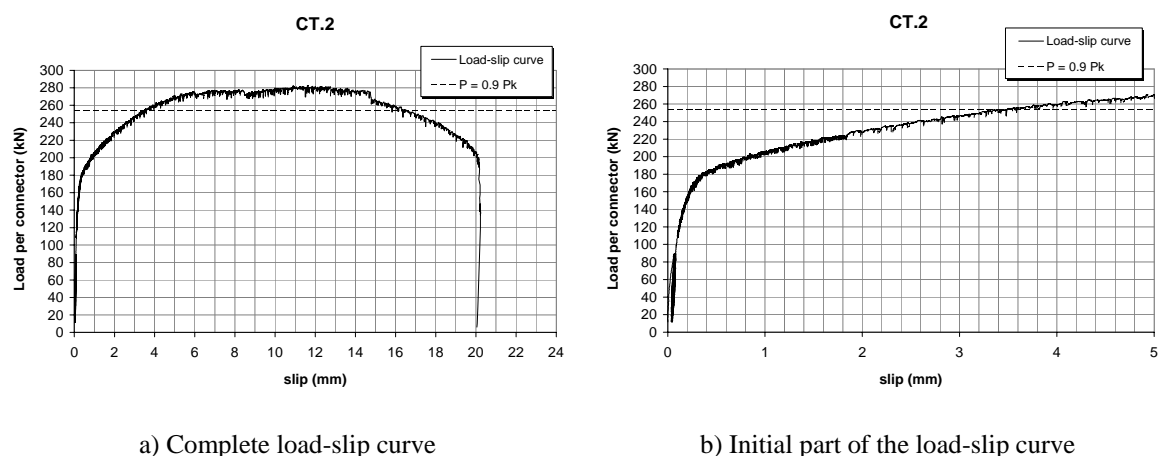 CT.2
Load-slip curve
P = 0.9 Pk
300
280
260
240
220
200
180
160
140
120
100
80
60
40
20
0
Load per connector (kN)
0 2 4 6 8 10 12 14 16 18 20 22 24
slip (mm)
a) Complete load-slip curve
CT.2
Load-slip curve
P = 0.9 Pk
300
280
260
240
220
200
180
160
140
120
100
80
60
40
20
0
Load per connector (kN)
0 1 2 3 4 5
slip (mm)
b) Initial part of the load-slip curve